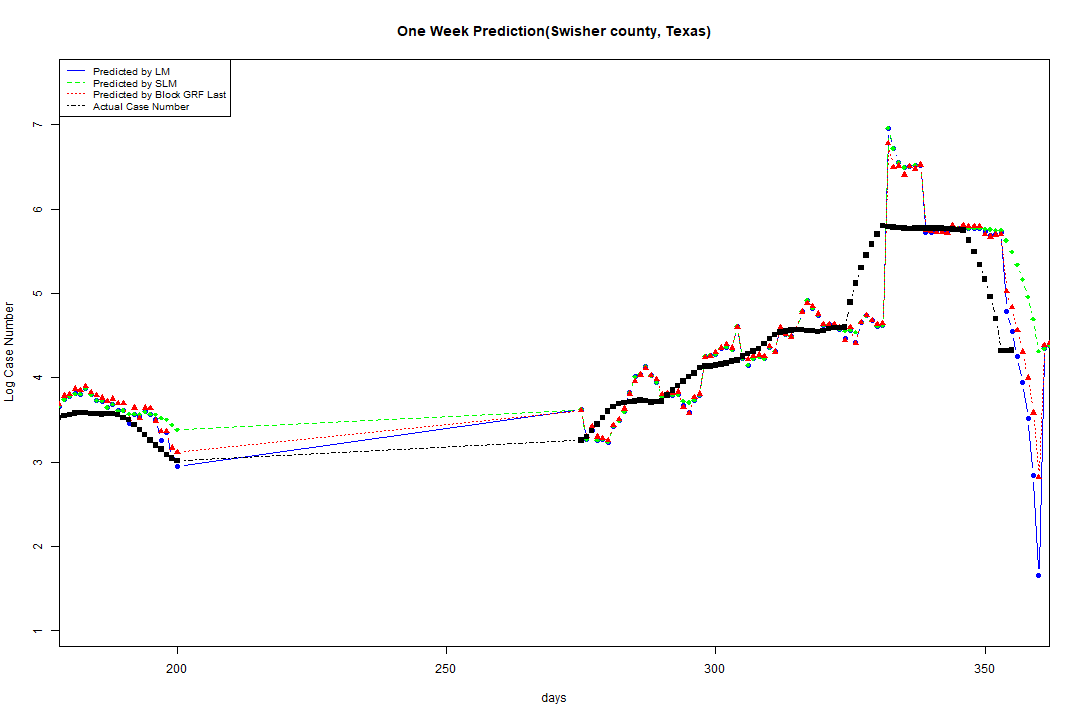 One Week Prediction(Swisher county, Texas)
Predicted by LM
Predicted by SLM
Predicted by Block GRF Last
Actual Case Number
7
6
5
4
3
2
1
Log Case Number
200 250 300 350
days